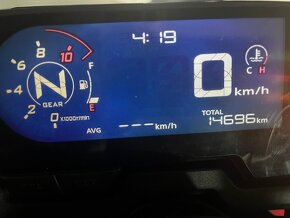 4:19
10
8
6
4
2
0
x1000r/min
N
GEAR
F
E
0 km/h
C H
AVG ---km/h
TOTAL
14696 km